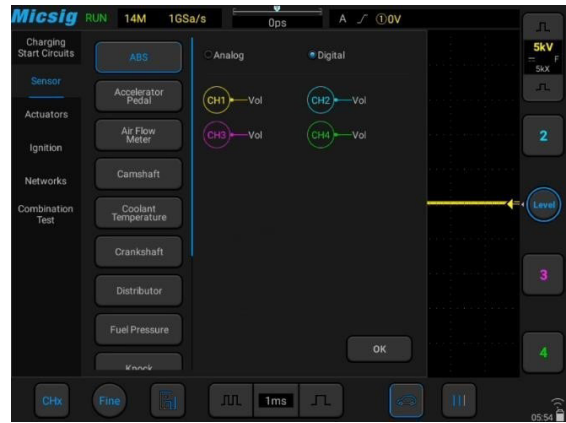 Micsig RUN 14M 1GSa/s 0ps A ①0V
Charging
Start Circuits
Sensor
Actuators
Ignition
Networks
Combination
Test
ABS
Accelerator
Pedal
Air Flow
Meter
Camshaft
Coolant
Temperature
Crankshaft
Distributor
Fuel Pressure
Knock
Analog Digital
CH1 Vol CH2 Vol
CH3 Vol CH4 Vol
OK
5kV
F
5kX
2
Level
3
4
CHx Fine 1ms
05:54